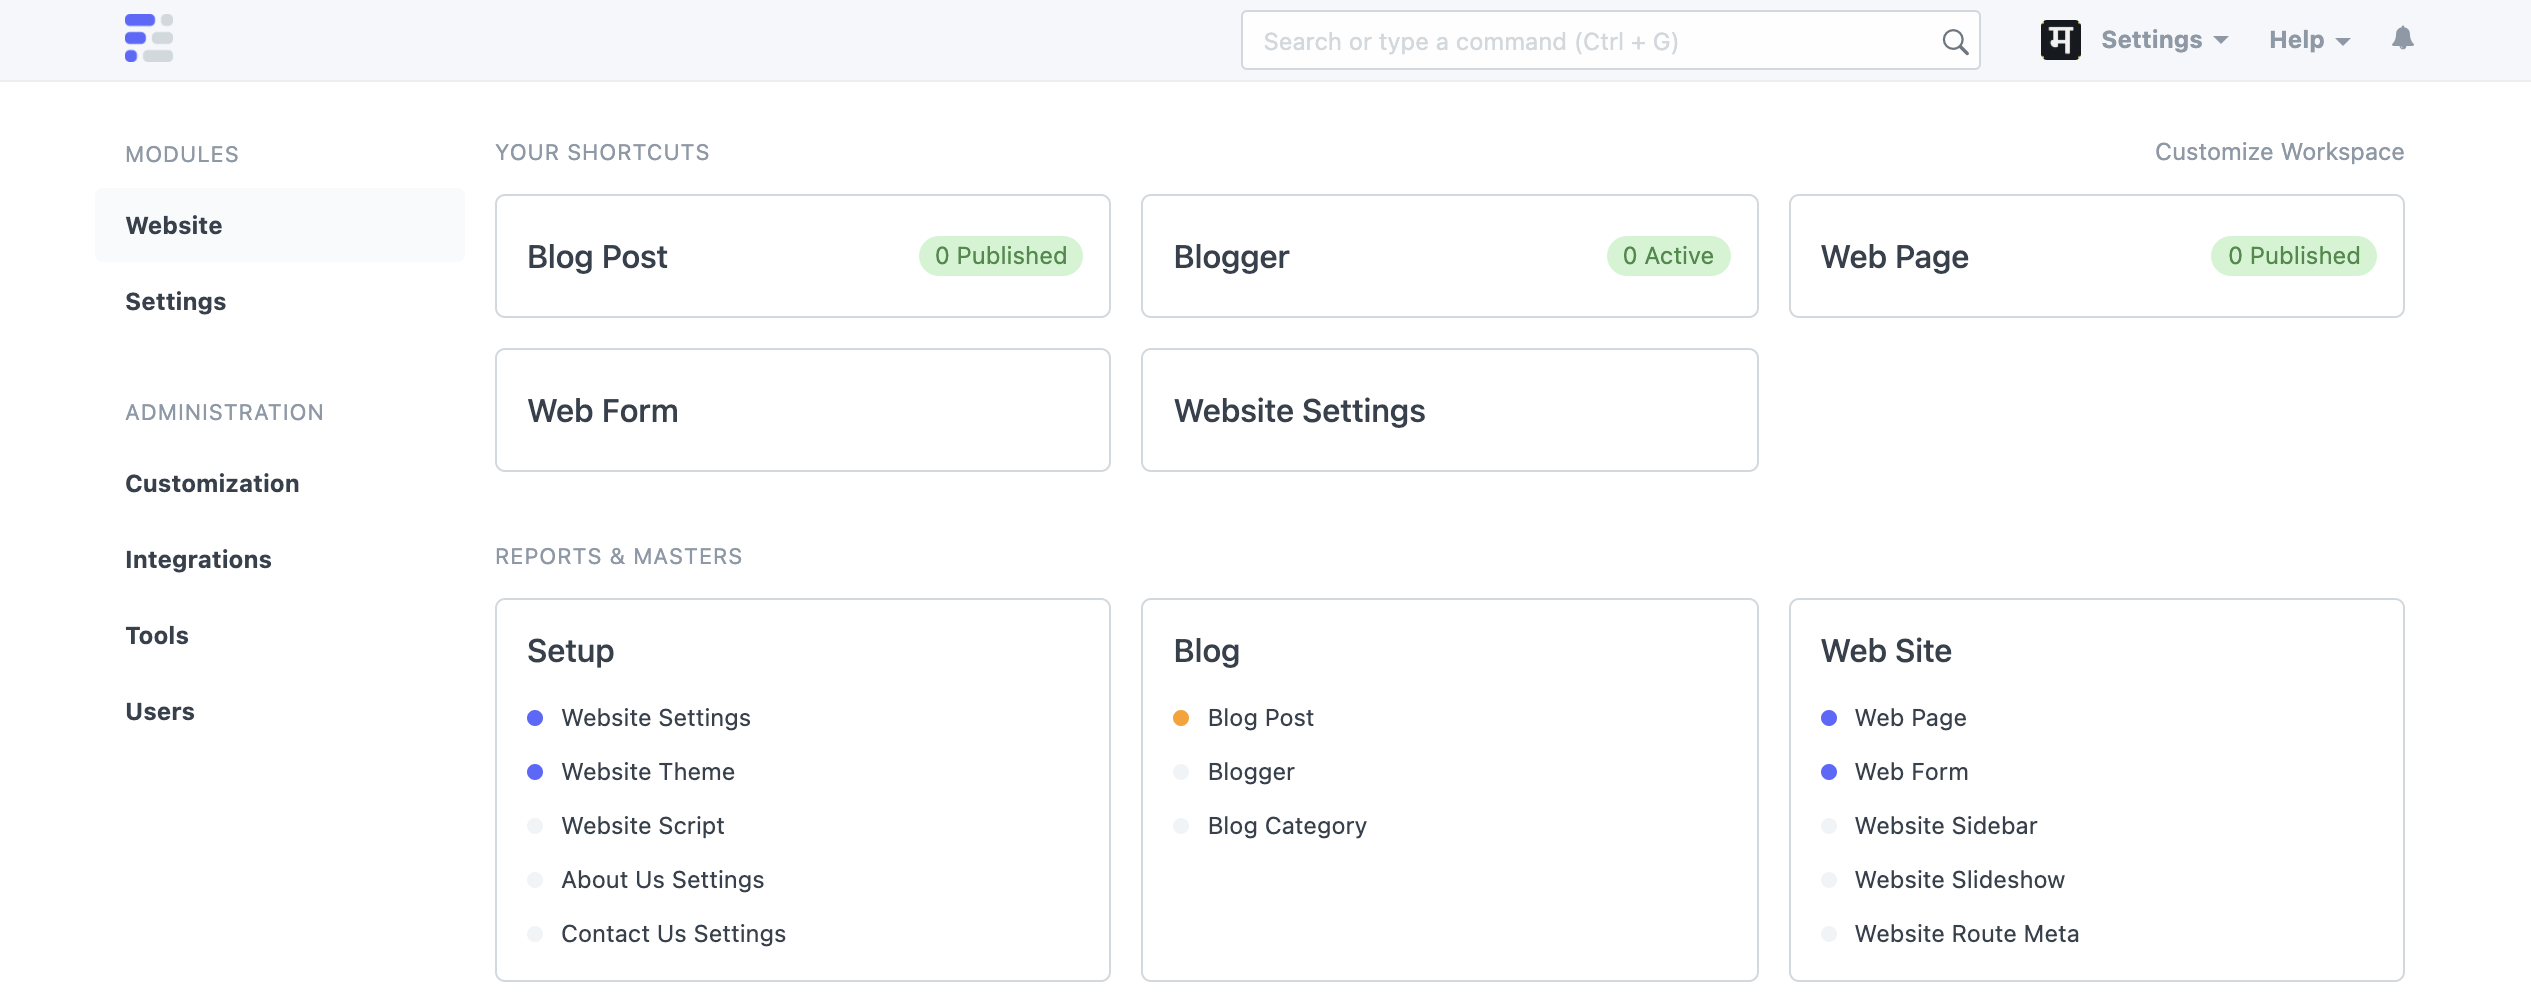 Search or type a command (Ctrl + G)
म
Settings
Help
MODULES
Website
Settings
ADMINISTRATION
Customization
Integrations
Tools
Users
YOUR SHORTCUTS
Customize Workspace
Blog Post
0 Published
Blogger
0 Active
Web Page
0 Published
Web Form
Website Settings
REPORTS & MASTERS
Setup
Website Settings
Website Theme
Website Script
About Us Settings
Contact Us Settings
Blog
Blog Post
Blogger
Blog Category
Web Site
Web Page
Web Form
Website Sidebar
Website Slideshow
Website Route Meta